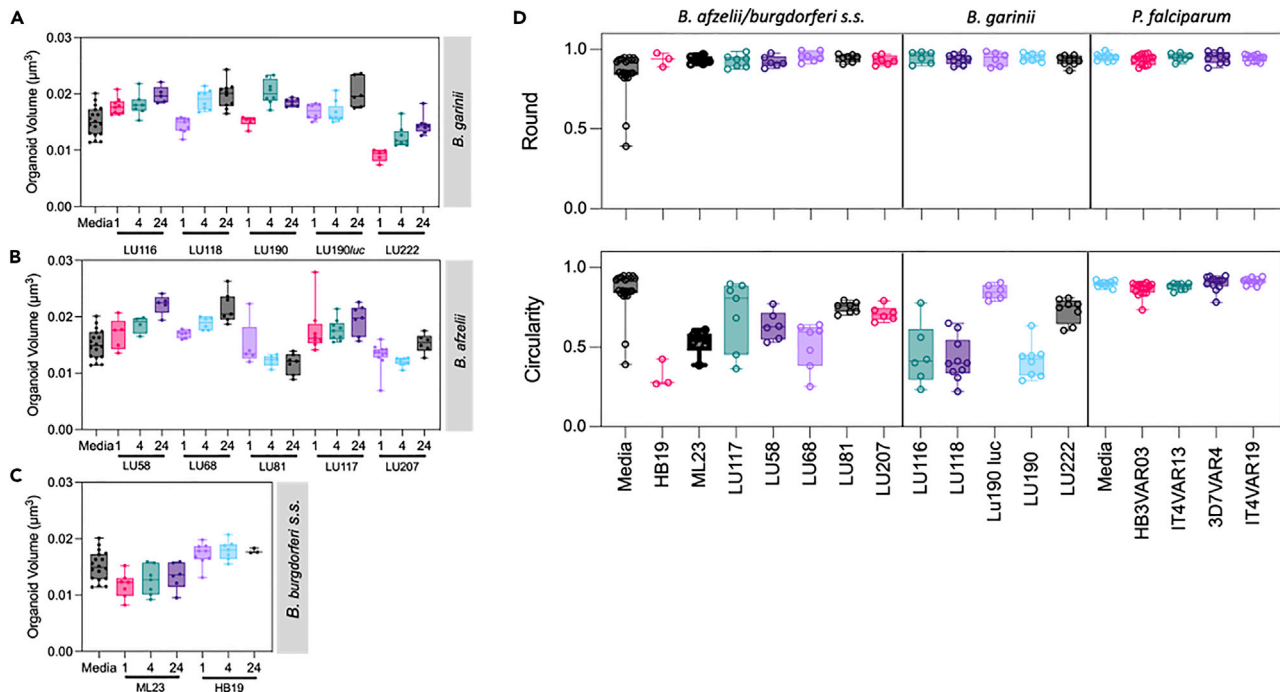 A
0.03
0.02
0.01
0.00
Organoid Volume (µm³)
Media 1 4 24 1 4 24 1 4 24 1 4 24 1 4 24
LU116 LU118 LU190 LU190luc LU222
B. garinii
B
0.03
0.02
0.01
0.00
Organoid Volume (µm³)
Media 1 4 24 1 4 24 1 4 24 1 4 24 1 4 24
LU58 LU68 LU81 LU117 LU207
B. afzelii
C
0.03
0.02
0.01
0.00
Organoid Volume (µm³)
Media 1 4 24 1 4 24
ML23 HB19
B. burgdorferi s.s.
D
B. afzelii/burgdorferi s.s. B. garinii P. falciparum
1.0
0.5
0.0
Round
1.0
0.5
0.0
Circularity
Media
HB19
ML23
LU117
LU58
LU68
LU81
LU207
LU116
LU118
Lu190 luc
LU190
LU222
Media
HB3VAR03
IT4VAR13
3D7VAR4
IT4VAR19